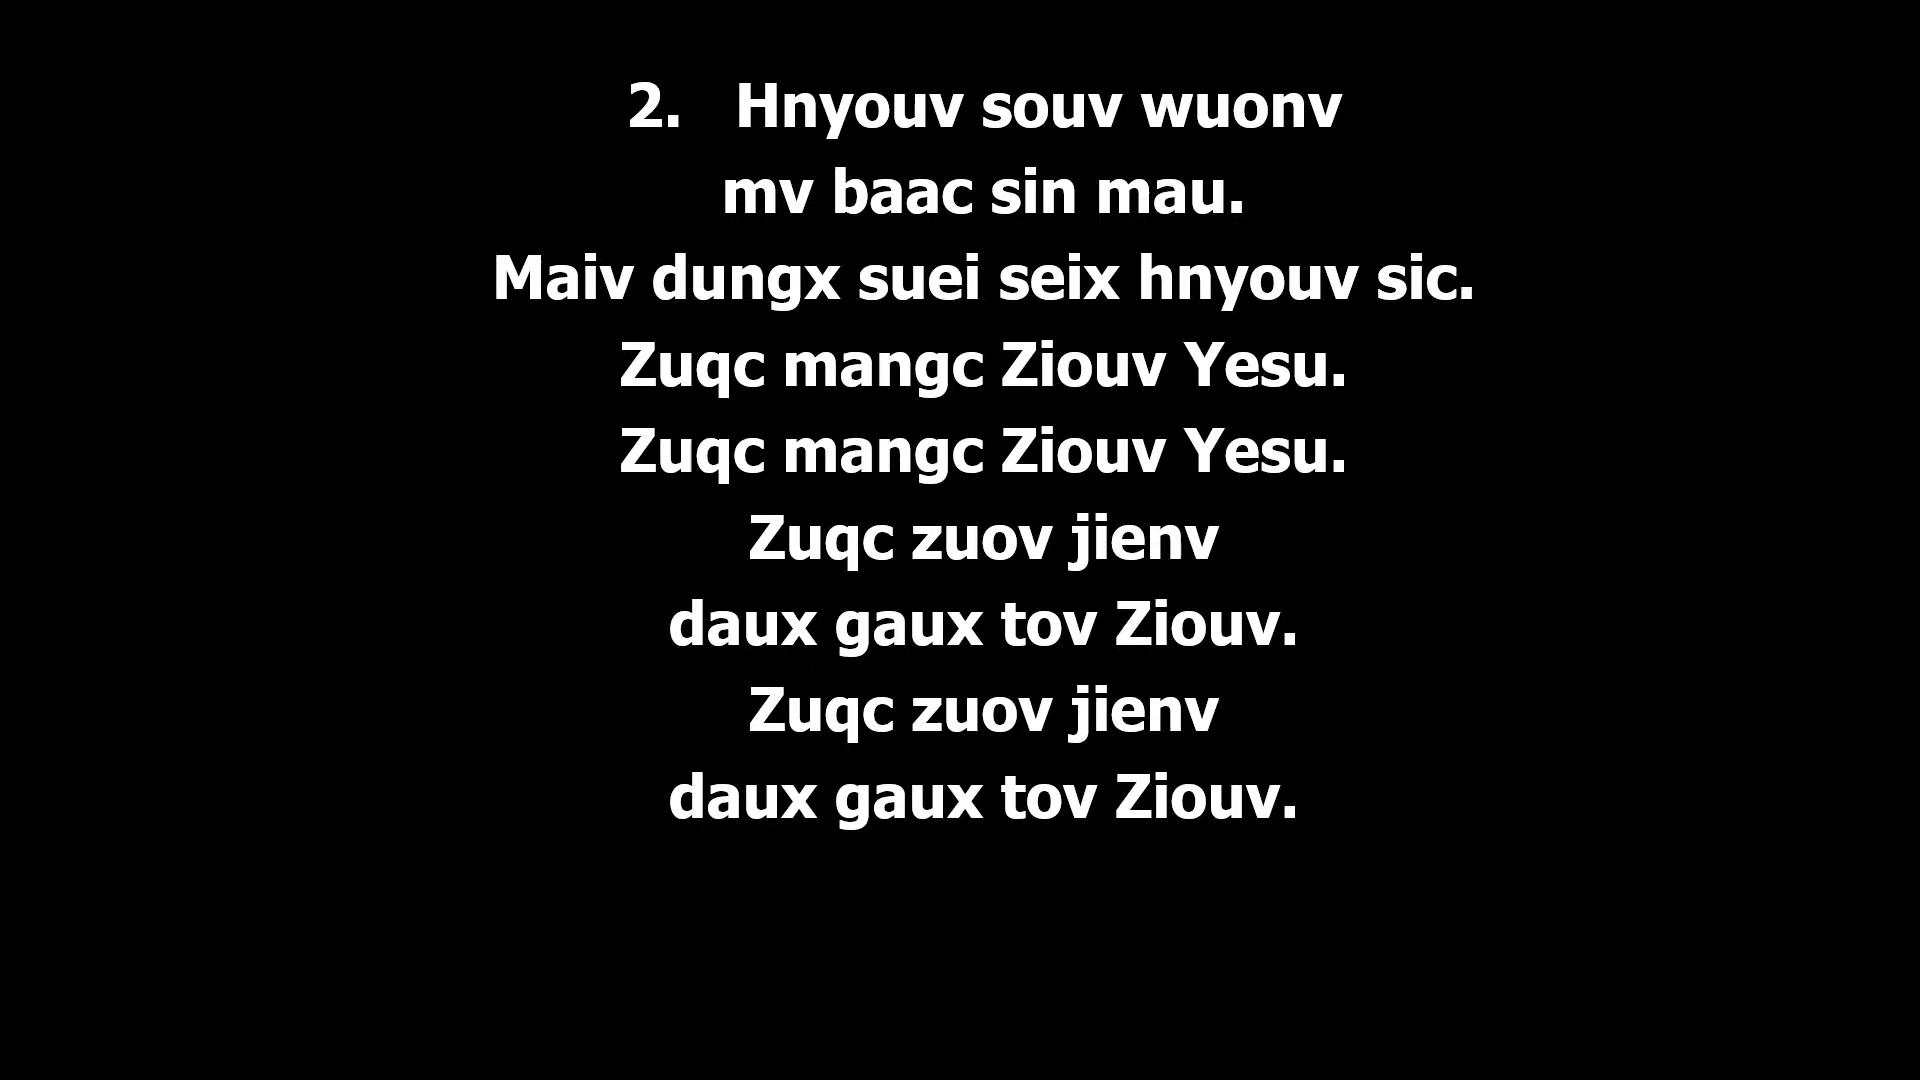 2. Hnyouv souv wuonv
mv baac sin mau.
Maiv dungx suei seix hnyouv sic.
Zuqc mangc Ziouv Yesu.
Zuqc mangc Ziouv Yesu.
Zuqc zuov jienv
daux gaux tov Ziouv.
Zuqc zuov jienv
daux gaux tov Ziouv.